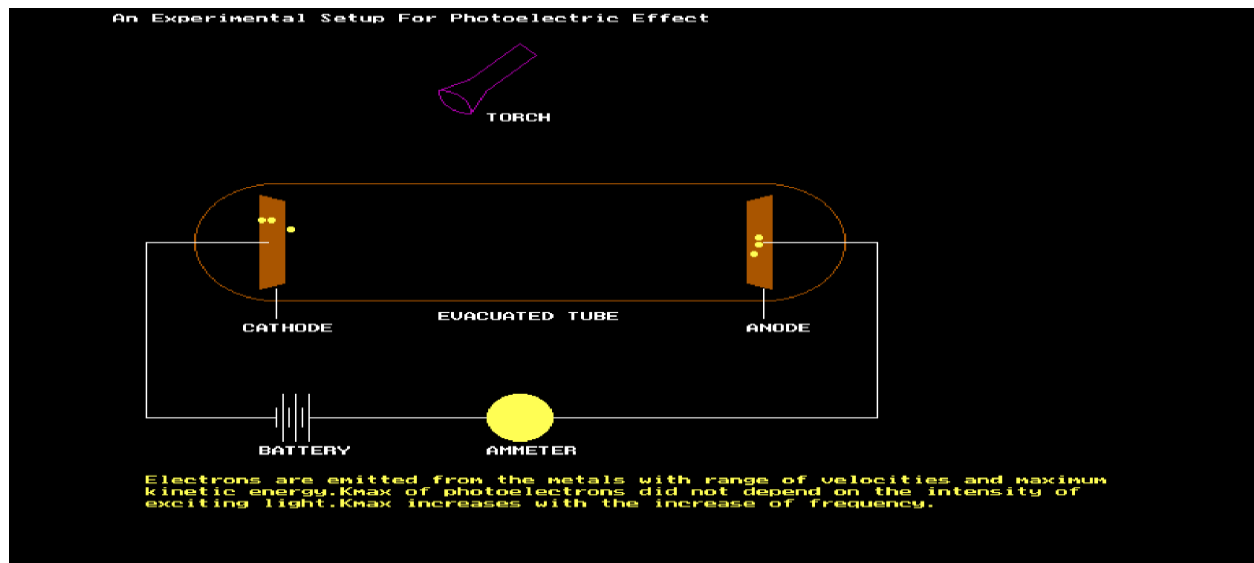 An Experimental Setup For Photoelectric Effect
TORCH
EVACUATED TUBE
CATHODE
ANODE
BATTERY
AMMETER
Electrons are emitted from the metals with range of velocities and maximum
kinetic energy.Kmax of photoelectrons did not depend on the intensity of
exciting light.Kmax increases with the increase of frequency.